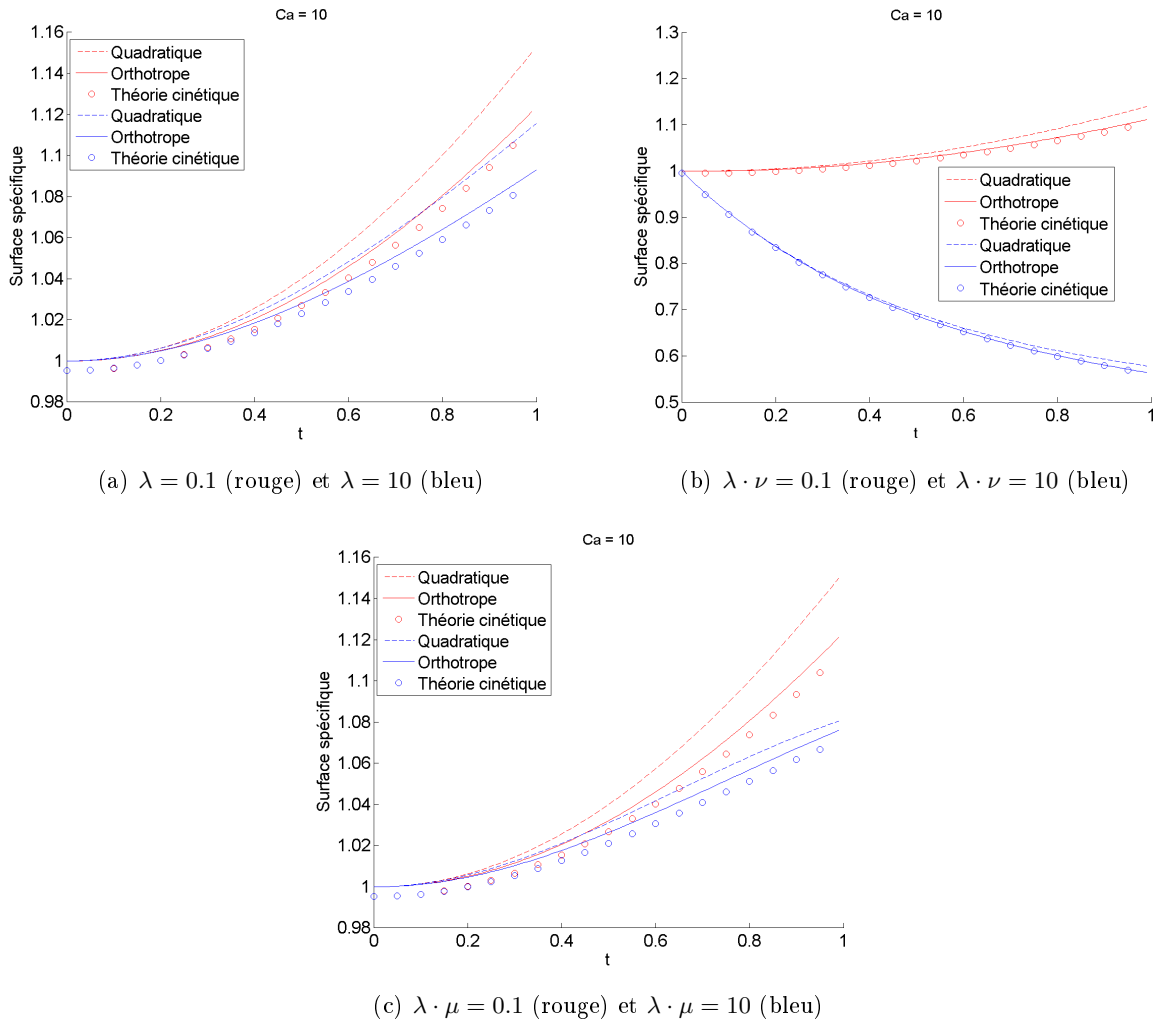 Ca = 10
1.16
1.14
1.12
1.1
1.08
1.06
1.04
1.02
1
0.98
Surface spécifique
Quadratique
Orthotrope
Théorie cinétique
Quadratique
Orthotrope
Théorie cinétique
0 0.2 0.4 0.6 0.8 1
t
(a) λ = 0.1 (rouge) et λ = 10 (bleu)
Ca = 10
1.3
1.2
1.1
1
0.9
0.8
0.7
0.6
0.5
Surface spécifique
Quadratique
Orthotrope
Théorie cinétique
Quadratique
Orthotrope
Théorie cinétique
0 0.2 0.4 0.6 0.8 1
t
(b) λ · ν = 0.1 (rouge) et λ · ν = 10 (bleu)
Ca = 10
1.16
1.14
1.12
1.1
1.08
1.06
1.04
1.02
1
0.98
Surface spécifique
Quadratique
Orthotrope
Théorie cinétique
Quadratique
Orthotrope
Théorie cinétique
0 0.2 0.4 0.6 0.8 1
t
(c) λ · μ = 0.1 (rouge) et λ · μ = 10 (bleu)